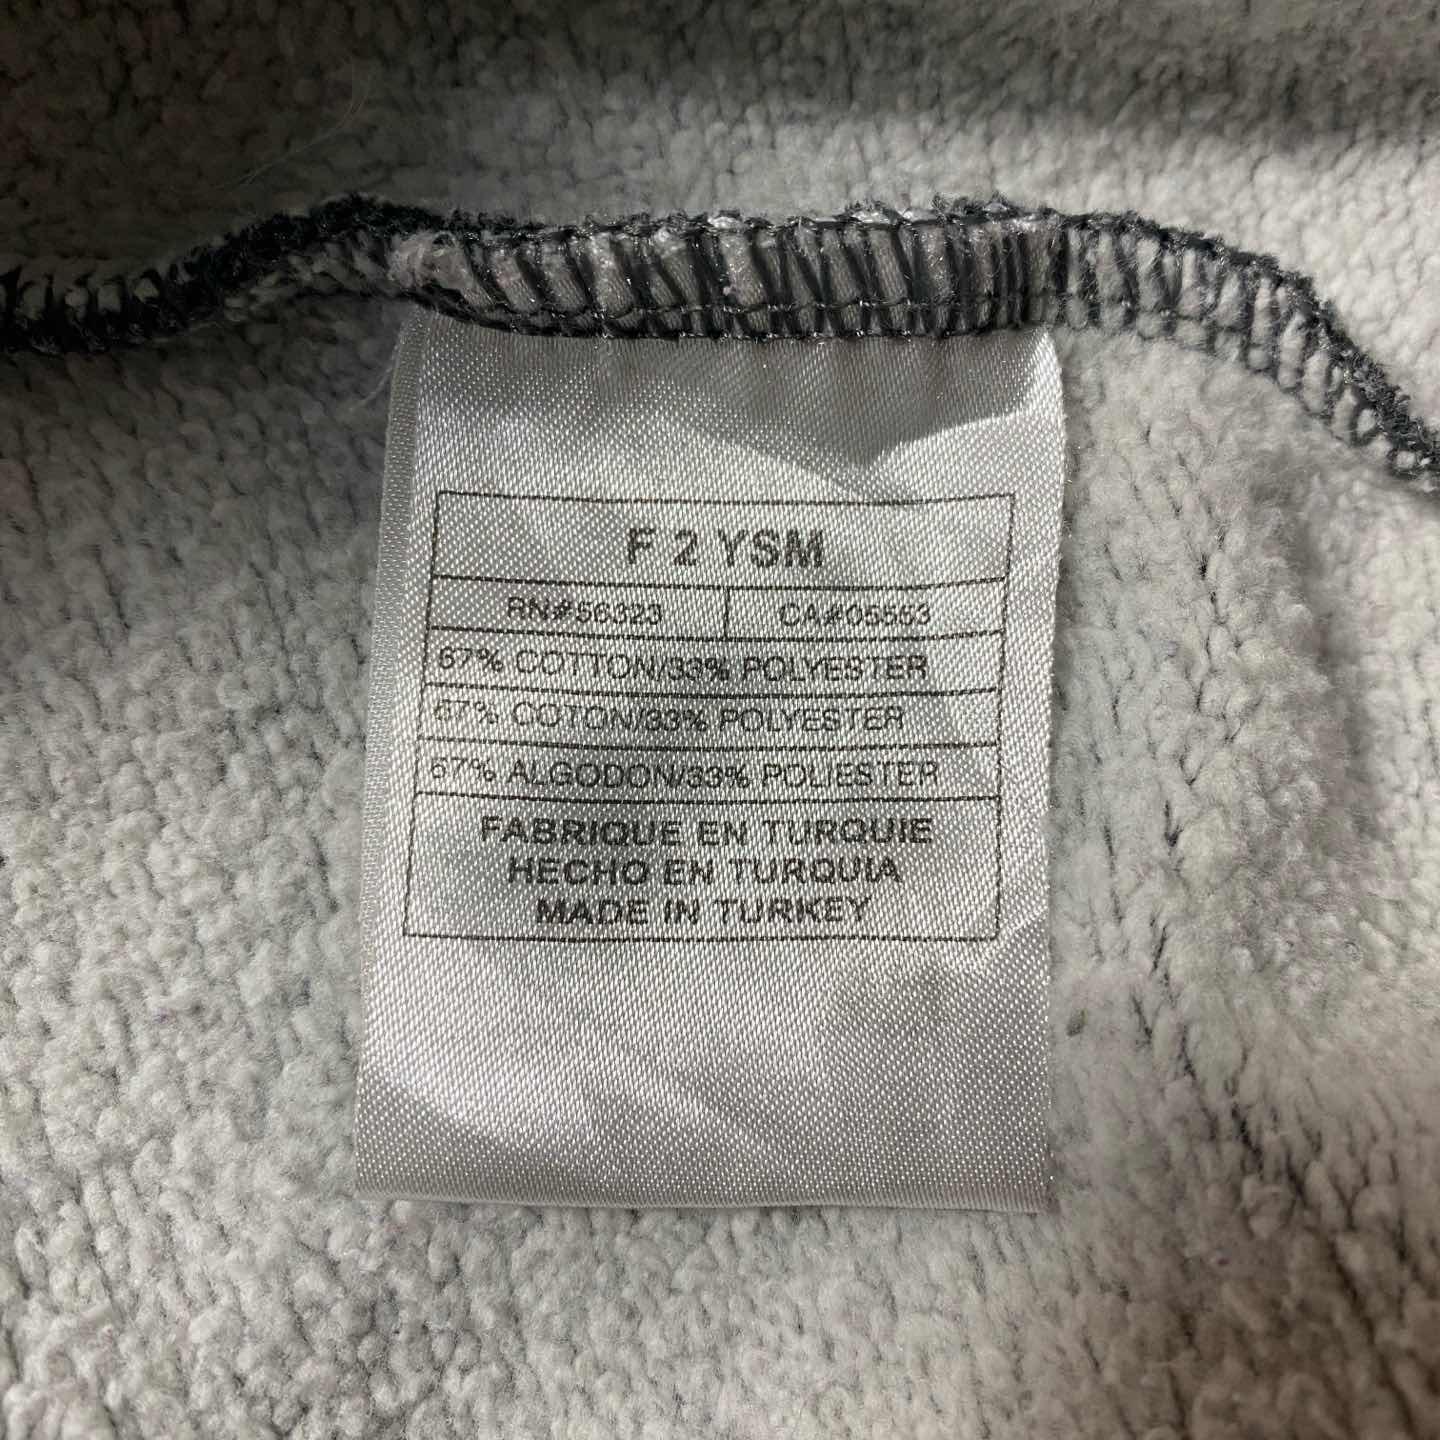 F 2 YSM
RN#56323 CA#05553
67% COTTON/33% POLYESTER
67% COTON/33% POLYESTER
67% ALGODON/33% POLIESTER
FABRIQUE EN TURQUIE
HECHO EN TURQUIA
MADE IN TURKEY